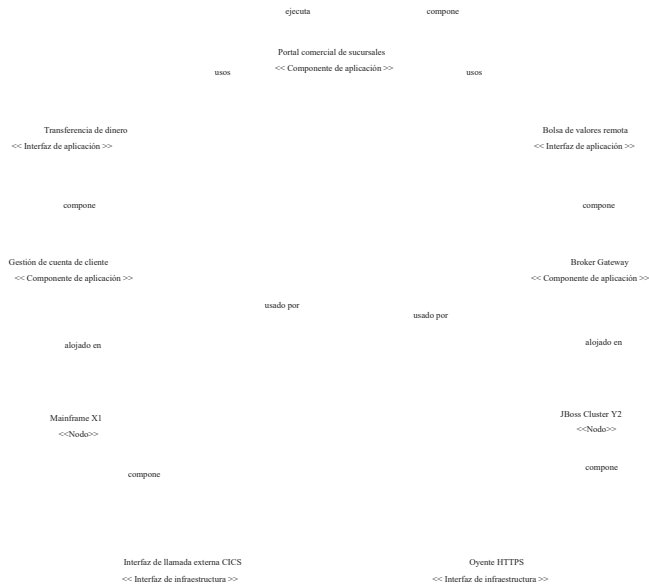 ejecuta
compone
Portal comercial de sucursales
<< Componente de aplicación >>
usos
usos
Transferencia de dinero
<< Interfaz de aplicación >>
Bolsa de valores remota
<< Interfaz de aplicación >>
compone
compone
Gestión de cuenta de cliente
<< Componente de aplicación >>
Broker Gateway
<< Componente de aplicación >>
usado por
usado por
alojado en
alojado en
Mainframe X1
<<Nodo>>
JBoss Cluster Y2
<<Nodo>>
compone
compone
Interfaz de llamada externa CICS
<< Interfaz de infraestructura >>
Oyente HTTPS
<< Interfaz de infraestructura >>